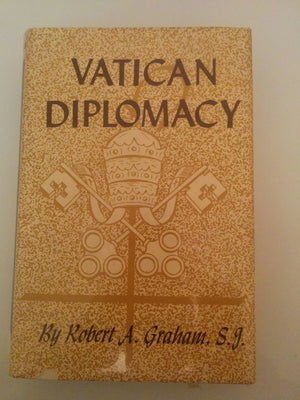 VATICAN
DIPLOMACY
By Robert A. Graham, S.J.